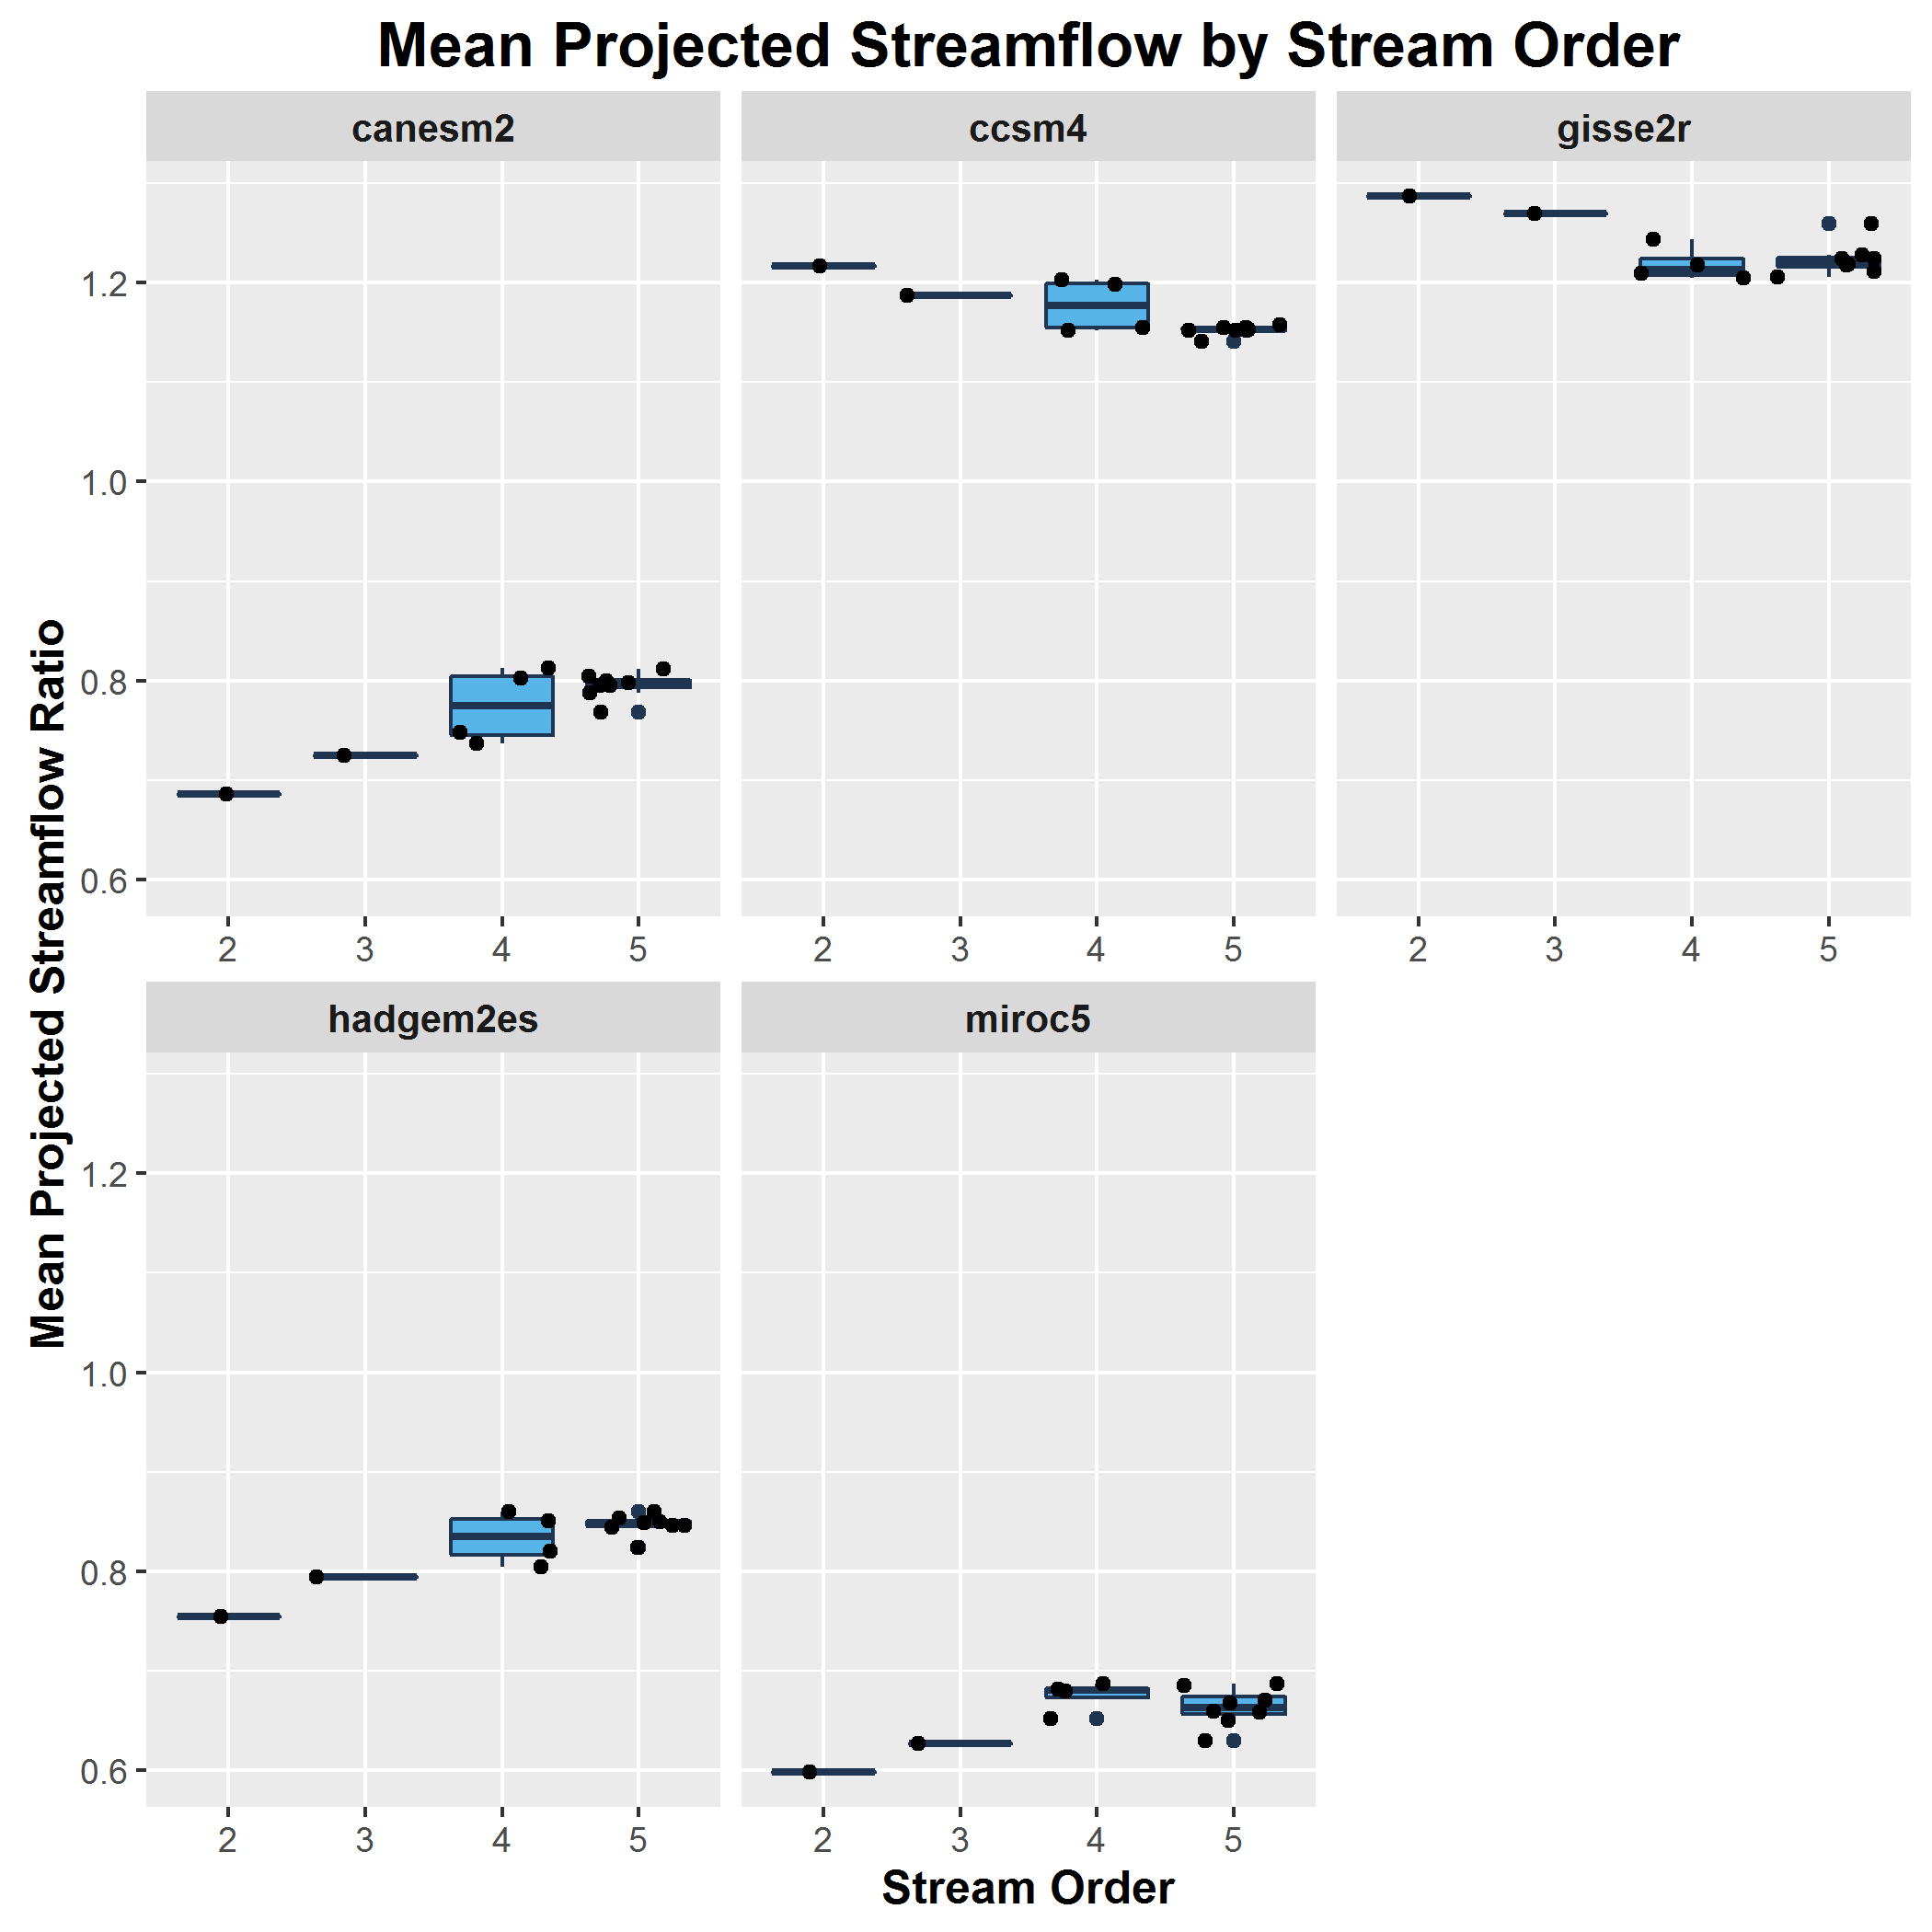 Mean Projected Streamflow by Stream Order
canesm2
ccsm4
gisse2r
1.2
1.0
0.8
0.6
2 3 4 5
2 3 4 5
2 3 4 5
Mean Projected Streamflow Ratio
hadgem2es
miroc5
1.2
1.0
0.8
0.6
2 3 4 5
2 3 4 5
Stream Order